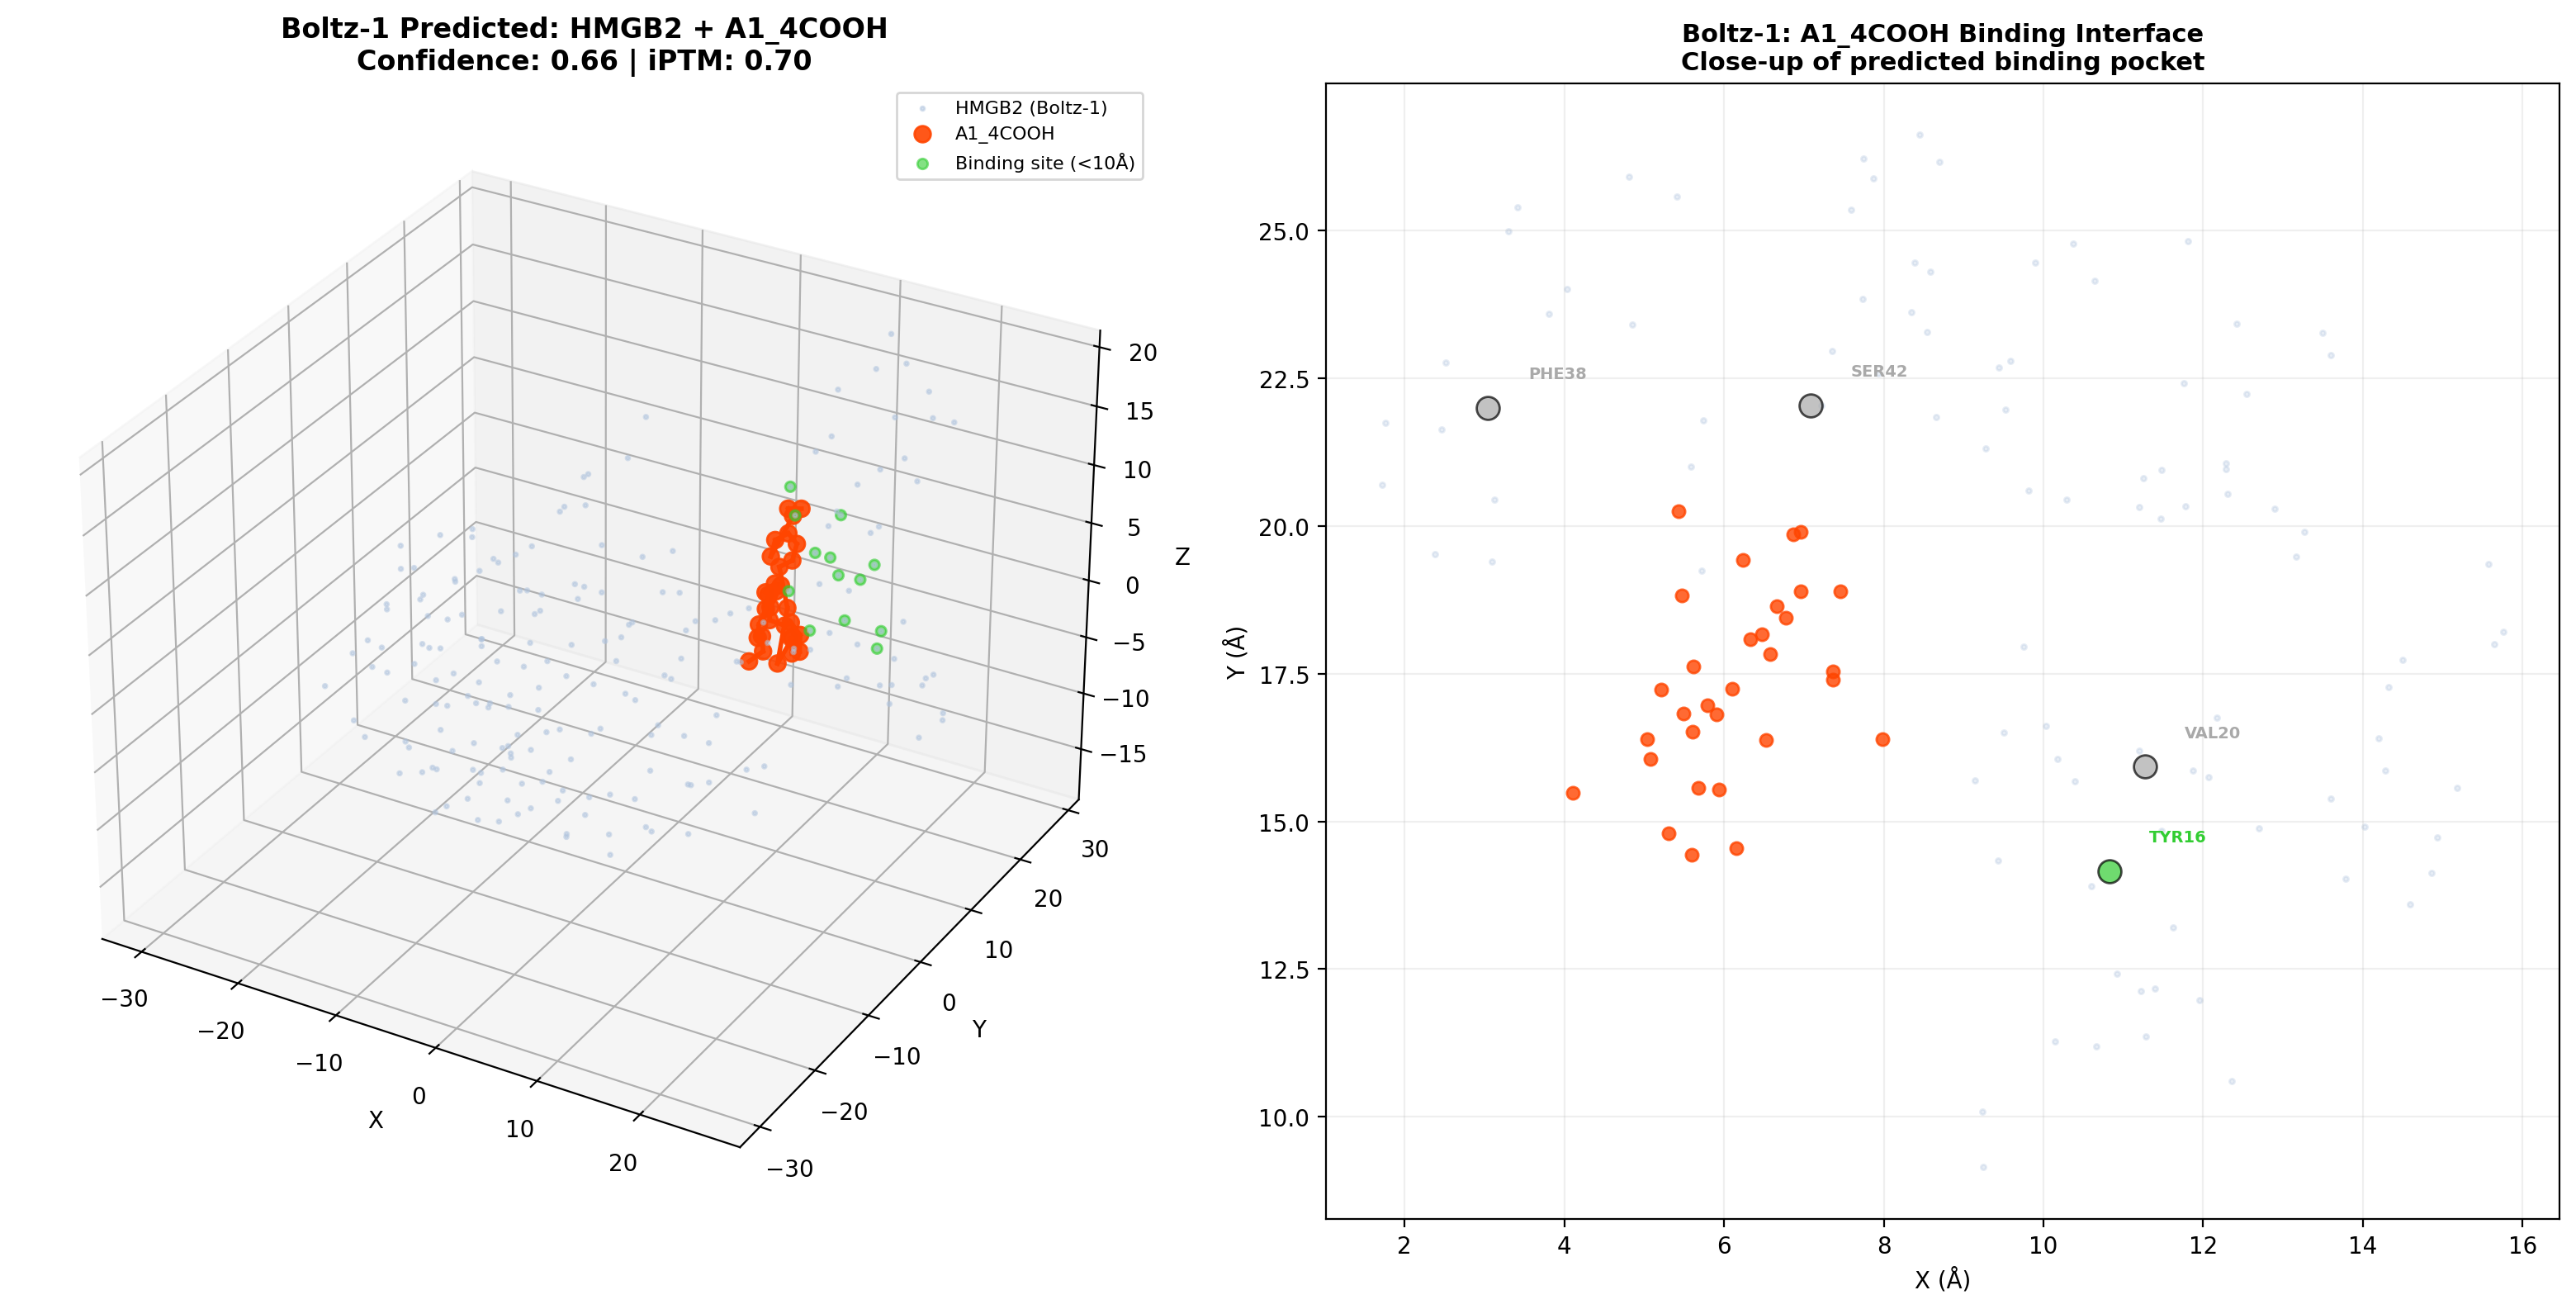 Boltz-1 Predicted: HMGB2 + A1_4COOH
Confidence: 0.66 | iPTM: 0.70
HMGB2 (Boltz-1)
A1_4COOH
Binding site (<10Å)
20
15
10
5
0
−5
−10
−15
Z
30
20
10
0
−10
−20
−30
Y
−30
−20
−10
0
10
20
X
Boltz-1: A1_4COOH Binding Interface
Close-up of predicted binding pocket
25.0
22.5
20.0
17.5
15.0
12.5
10.0
Y (Å)
PHE38
SER42
VAL20
TYR16
2
4
6
8
10
12
14
16
X (Å)